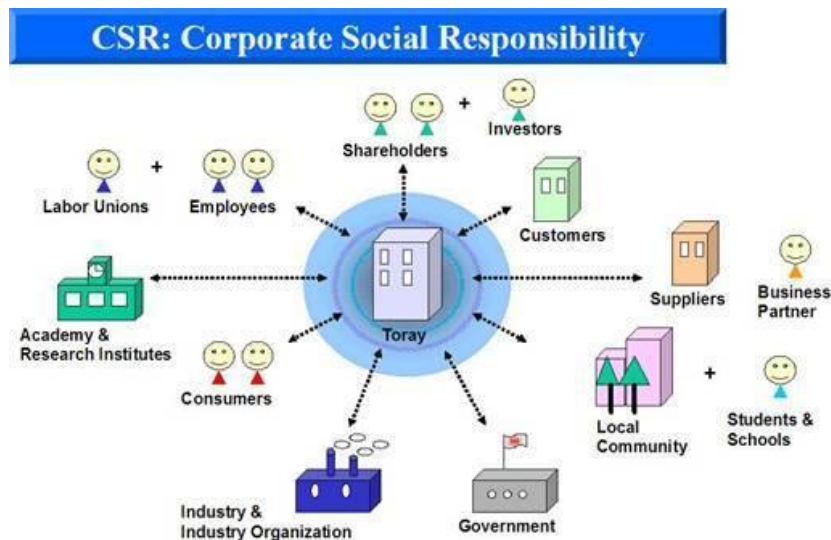 CSR: Corporate Social Responsibility
+
Investors
Shareholders
+
Labor Unions
Employees
Customers
Suppliers
Business
Partner
Academy &
Research Institutes
Toray
Consumers
+
Local
Community
Students &
Schools
Industry &
Industry Organization
Government